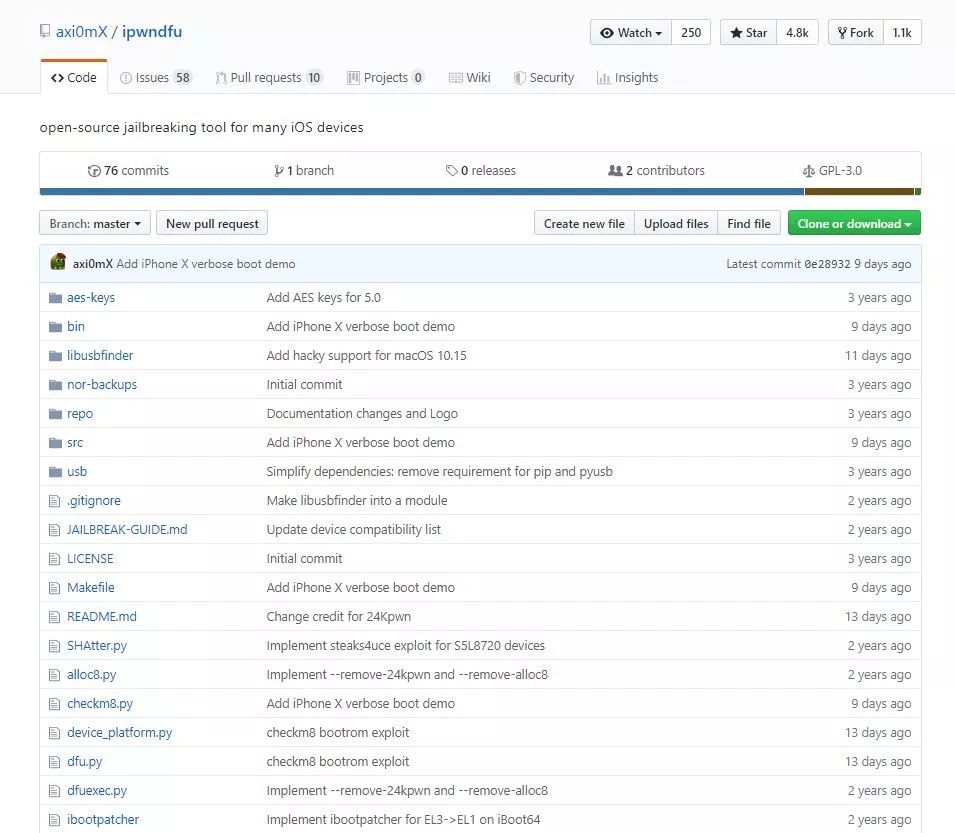 axi0mX / ipwndfu
Watch 250 Star 4.8k Fork 1.1k
Code Issues 58 Pull requests 10 Projects 0 Wiki Security Insights
open-source jailbreaking tool for many iOS devices
76 commits 1 branch 0 releases 2 contributors GPL-3.0
Branch: master New pull request Create new file Upload files Find file Clone or download
axi0mX Add iPhone X verbose boot demo Latest commit 0e28932 9 days ago
aes-keys Add AES keys for 5.0 3 years ago
bin Add iPhone X verbose boot demo 9 days ago
libusbfinder Add hacky support for macOS 10.15 11 days ago
nor-backups Initial commit 3 years ago
repo Documentation changes and Logo 3 years ago
src Add iPhone X verbose boot demo 9 days ago
usb Simplify dependencies: remove requirement for pip and pyusb 3 years ago
.gitignore Make libusbfinder into a module 2 years ago
JAILBREAK-GUIDE.md Update device compatibility list 2 years ago
LICENSE Initial commit 3 years ago
Makefile Add iPhone X verbose boot demo 9 days ago
README.md Change credit for 24Kpwn 13 days ago
SHAtter.py Implement steaks4uce exploit for S5L8720 devices 2 years ago
alloc8.py Implement --remove-24kpwn and --remove-alloc8 2 years ago
checkm8.py Add iPhone X verbose boot demo 9 days ago
device_platform.py checkm8 bootrom exploit 13 days ago
dfu.py checkm8 bootrom exploit 13 days ago
dfuexec.py Implement --remove-24kpwn and --remove-alloc8 2 years ago
ibootpatcher Implement ibootpatcher for EL3->EL1 on iBoot64 2 years ago